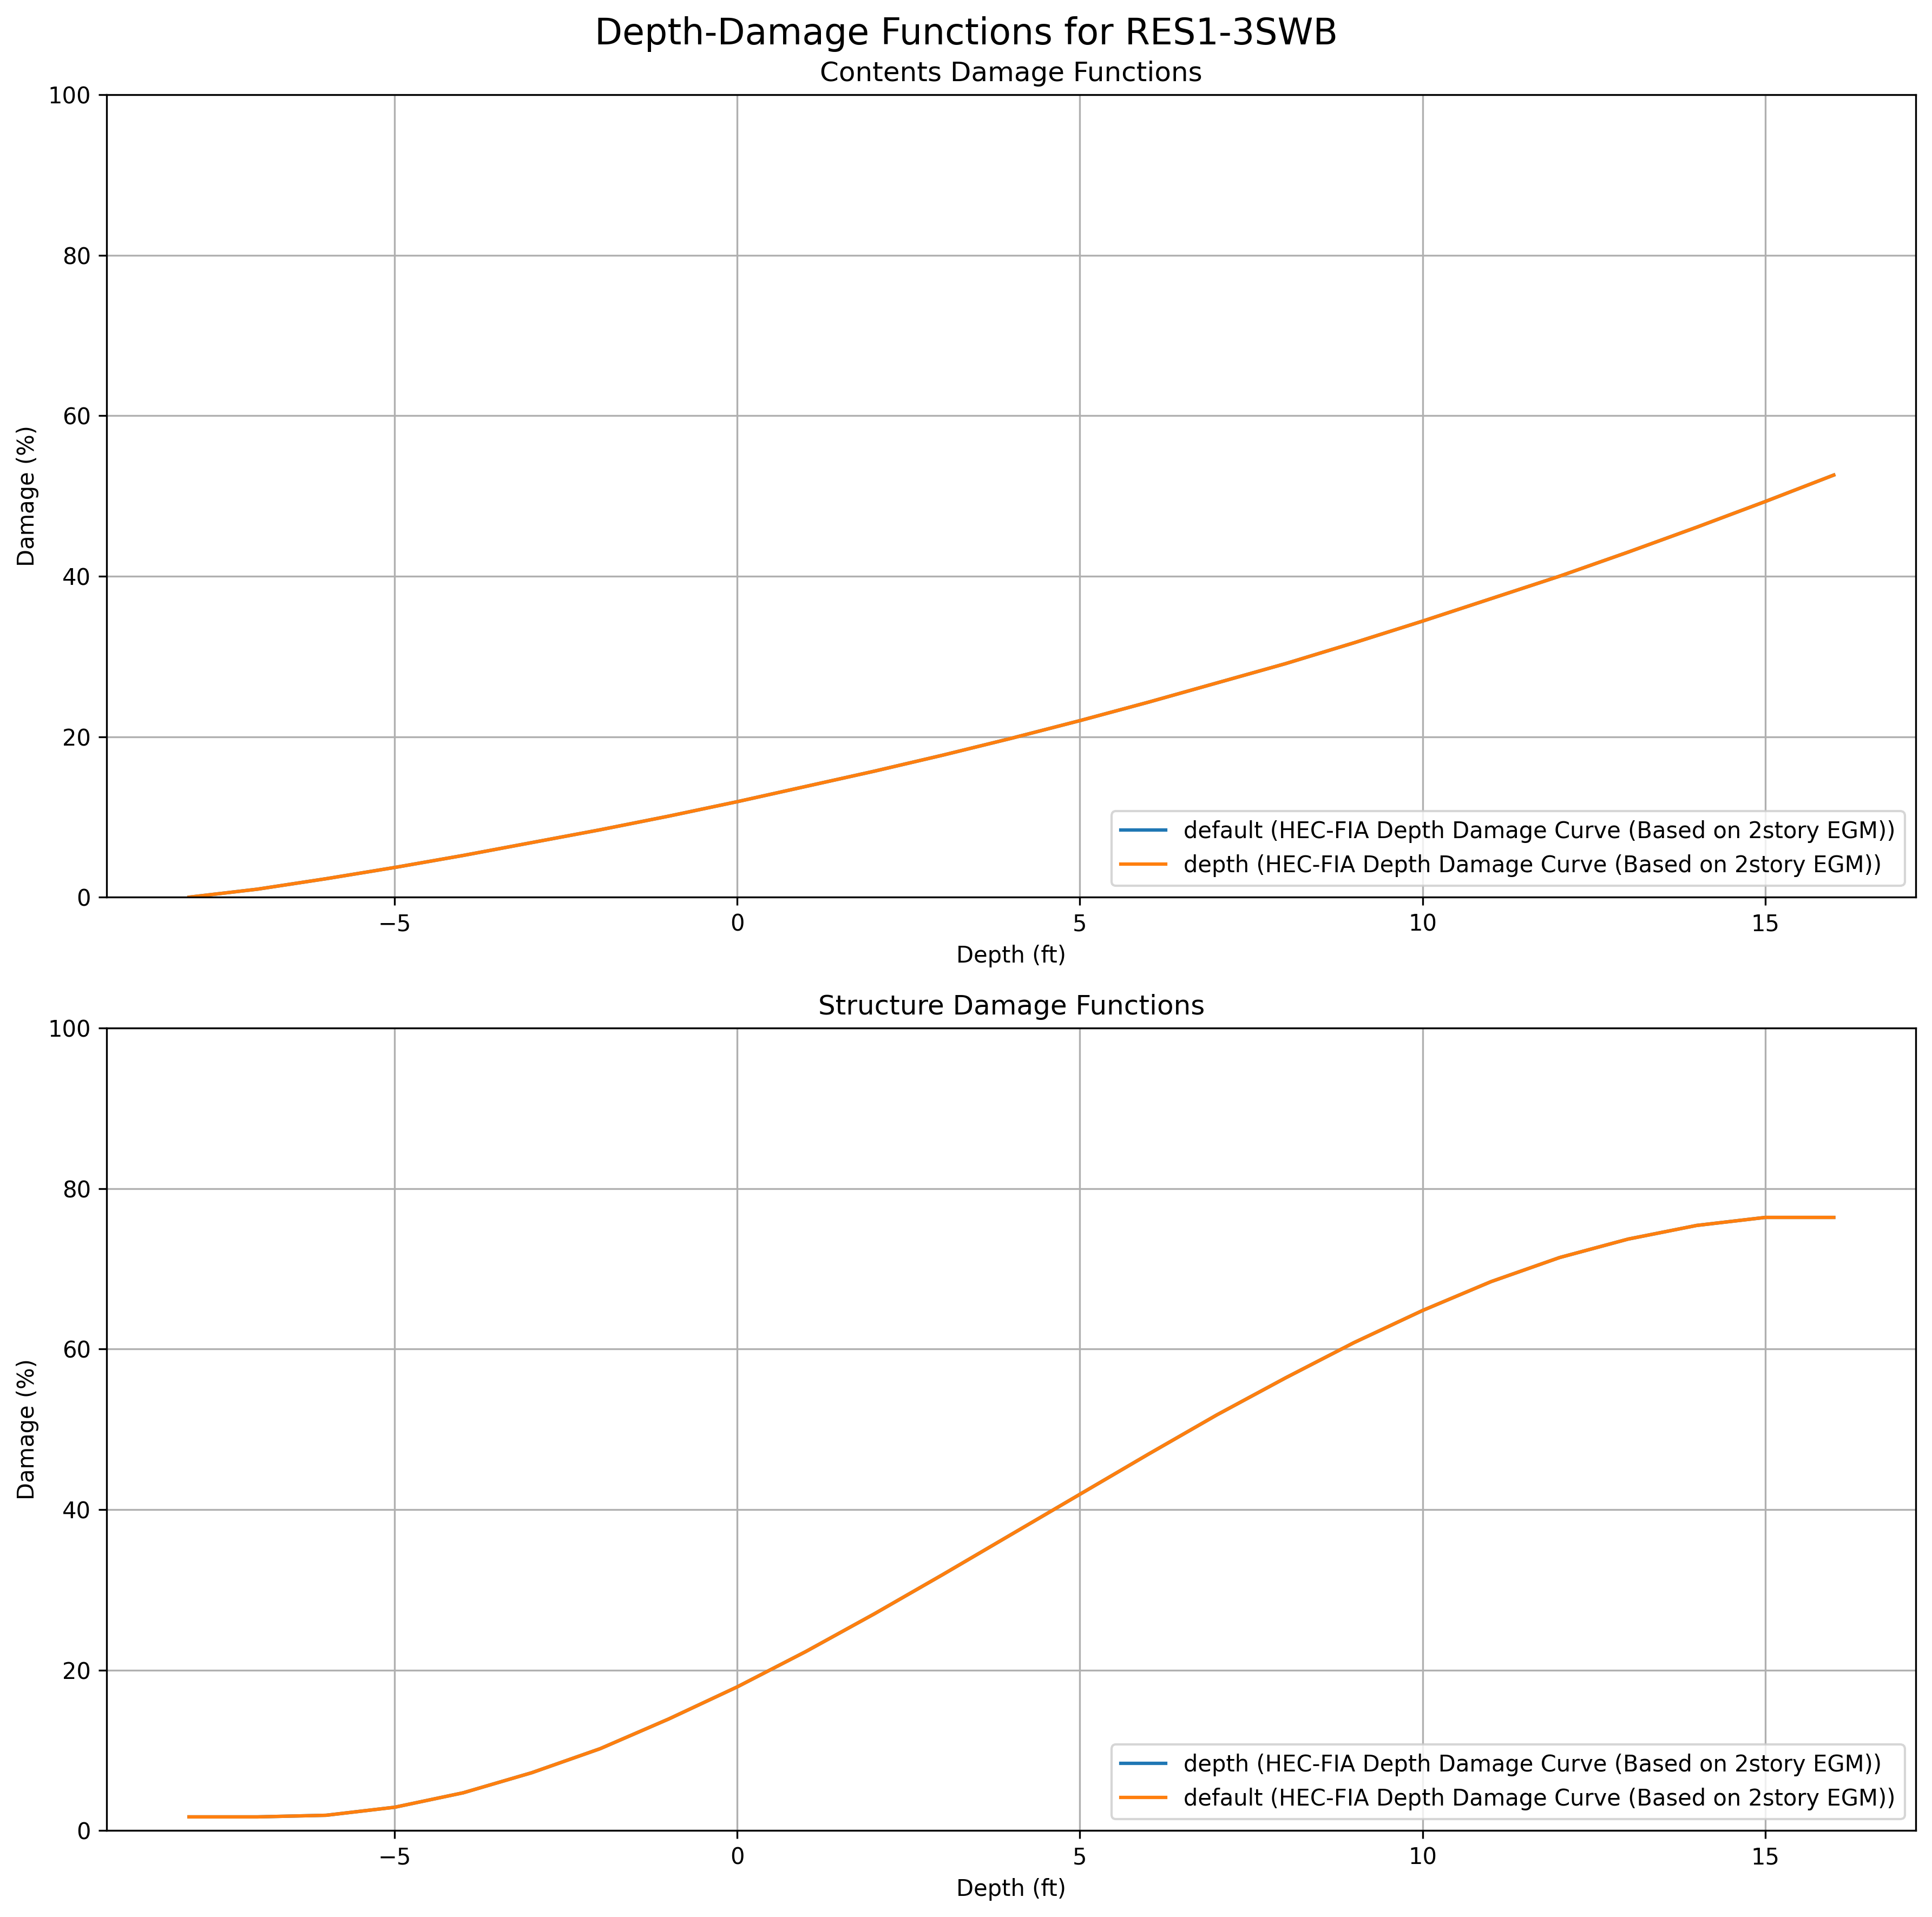 Depth-Damage Functions for RES1-3SWB
Contents Damage Functions
100
80
60
40
20
0
Damage (%)
−5
0
5
10
15
Depth (ft)
default (HEC-FIA Depth Damage Curve (Based on 2story EGM))
depth (HEC-FIA Depth Damage Curve (Based on 2story EGM))
Structure Damage Functions
100
80
60
40
20
0
Damage (%)
−5
0
5
10
15
Depth (ft)
depth (HEC-FIA Depth Damage Curve (Based on 2story EGM))
default (HEC-FIA Depth Damage Curve (Based on 2story EGM))